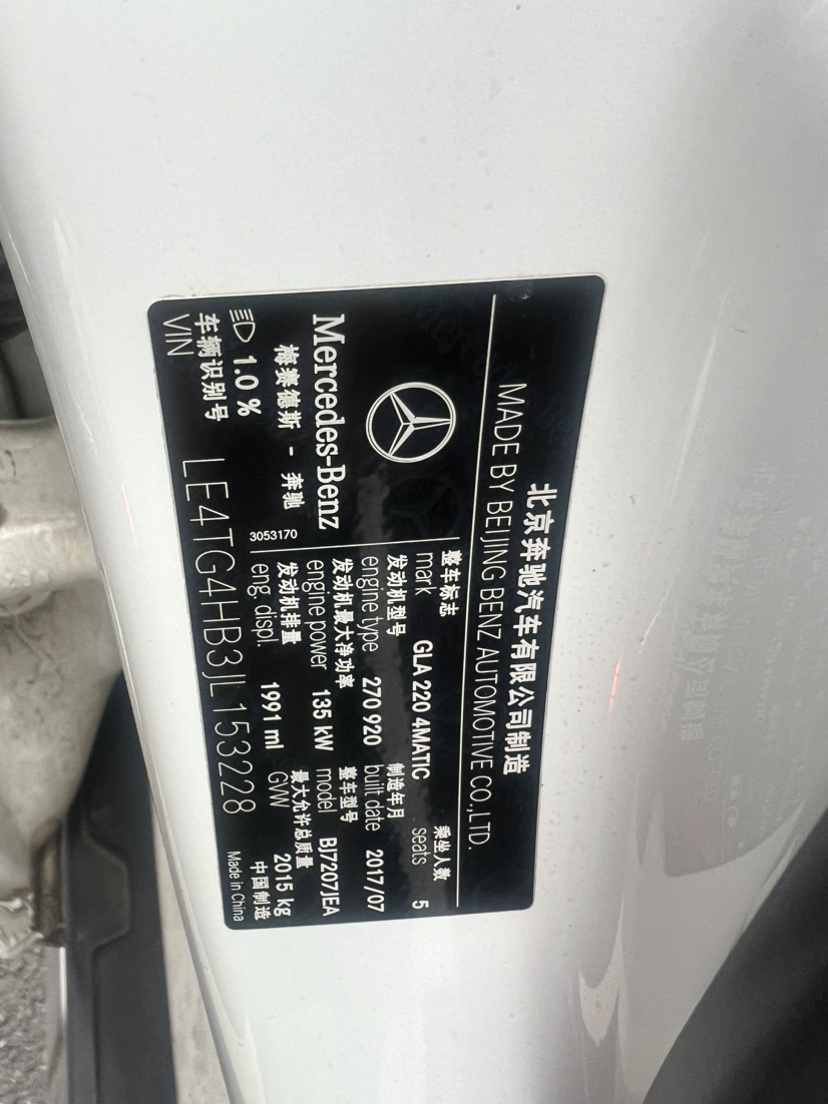 北京奔驰汽车有限公司制造
MADE BY BEIJING BENZ AUTOMOTIVE CO.,LTD.
Mercedes-Benz
梅赛德斯 - 奔驰
1.0 %
3053170
整车标志
mark GLA 220 4MATIC
乘坐人数
seats 5
发动机型号
engine type 270 920
制造年月
built date 2017/07
发动机最大净功率
engine power 135 kW
整车型号
model BJ7207JEA
发动机排量
eng. displ. 1991 ml
最大允许总质量
GVW 2015 kg
车辆识别号
VIN LE4TG4HB3JL153228
中国制造
Made In China